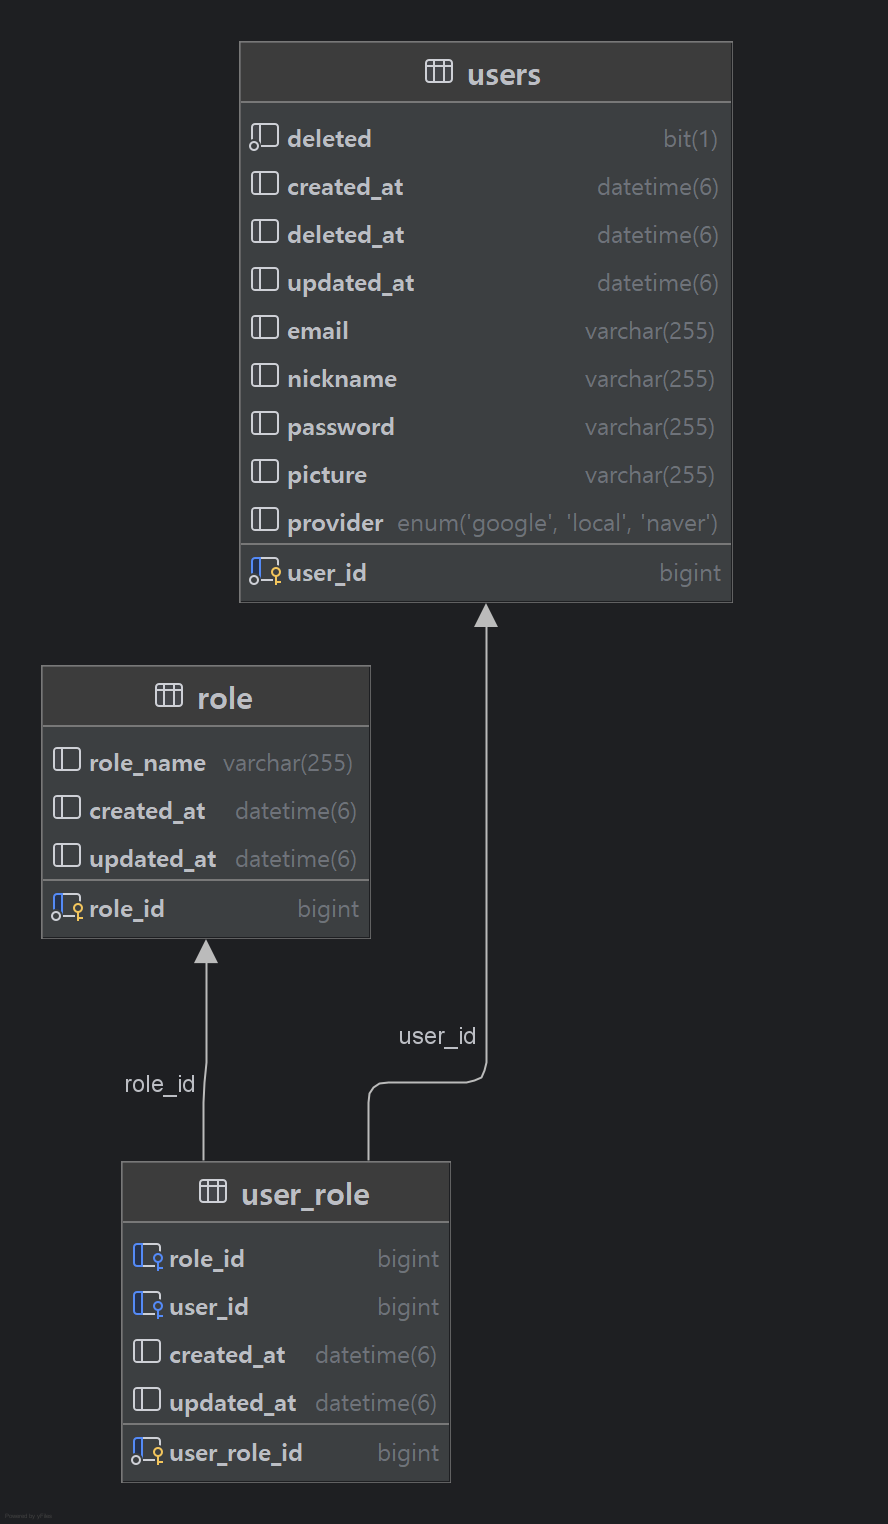 users
deleted bit(1)
created_at datetime(6)
deleted_at datetime(6)
updated_at datetime(6)
email varchar(255)
nickname varchar(255)
password varchar(255)
picture varchar(255)
provider enum('google', 'local', 'naver')
user_id bigint
role
role_name varchar(255)
created_at datetime(6)
updated_at datetime(6)
role_id bigint
user_id
role_id
user_role
role_id bigint
user_id bigint
created_at datetime(6)
updated_at datetime(6)
user_role_id bigint
Powered by yFiles